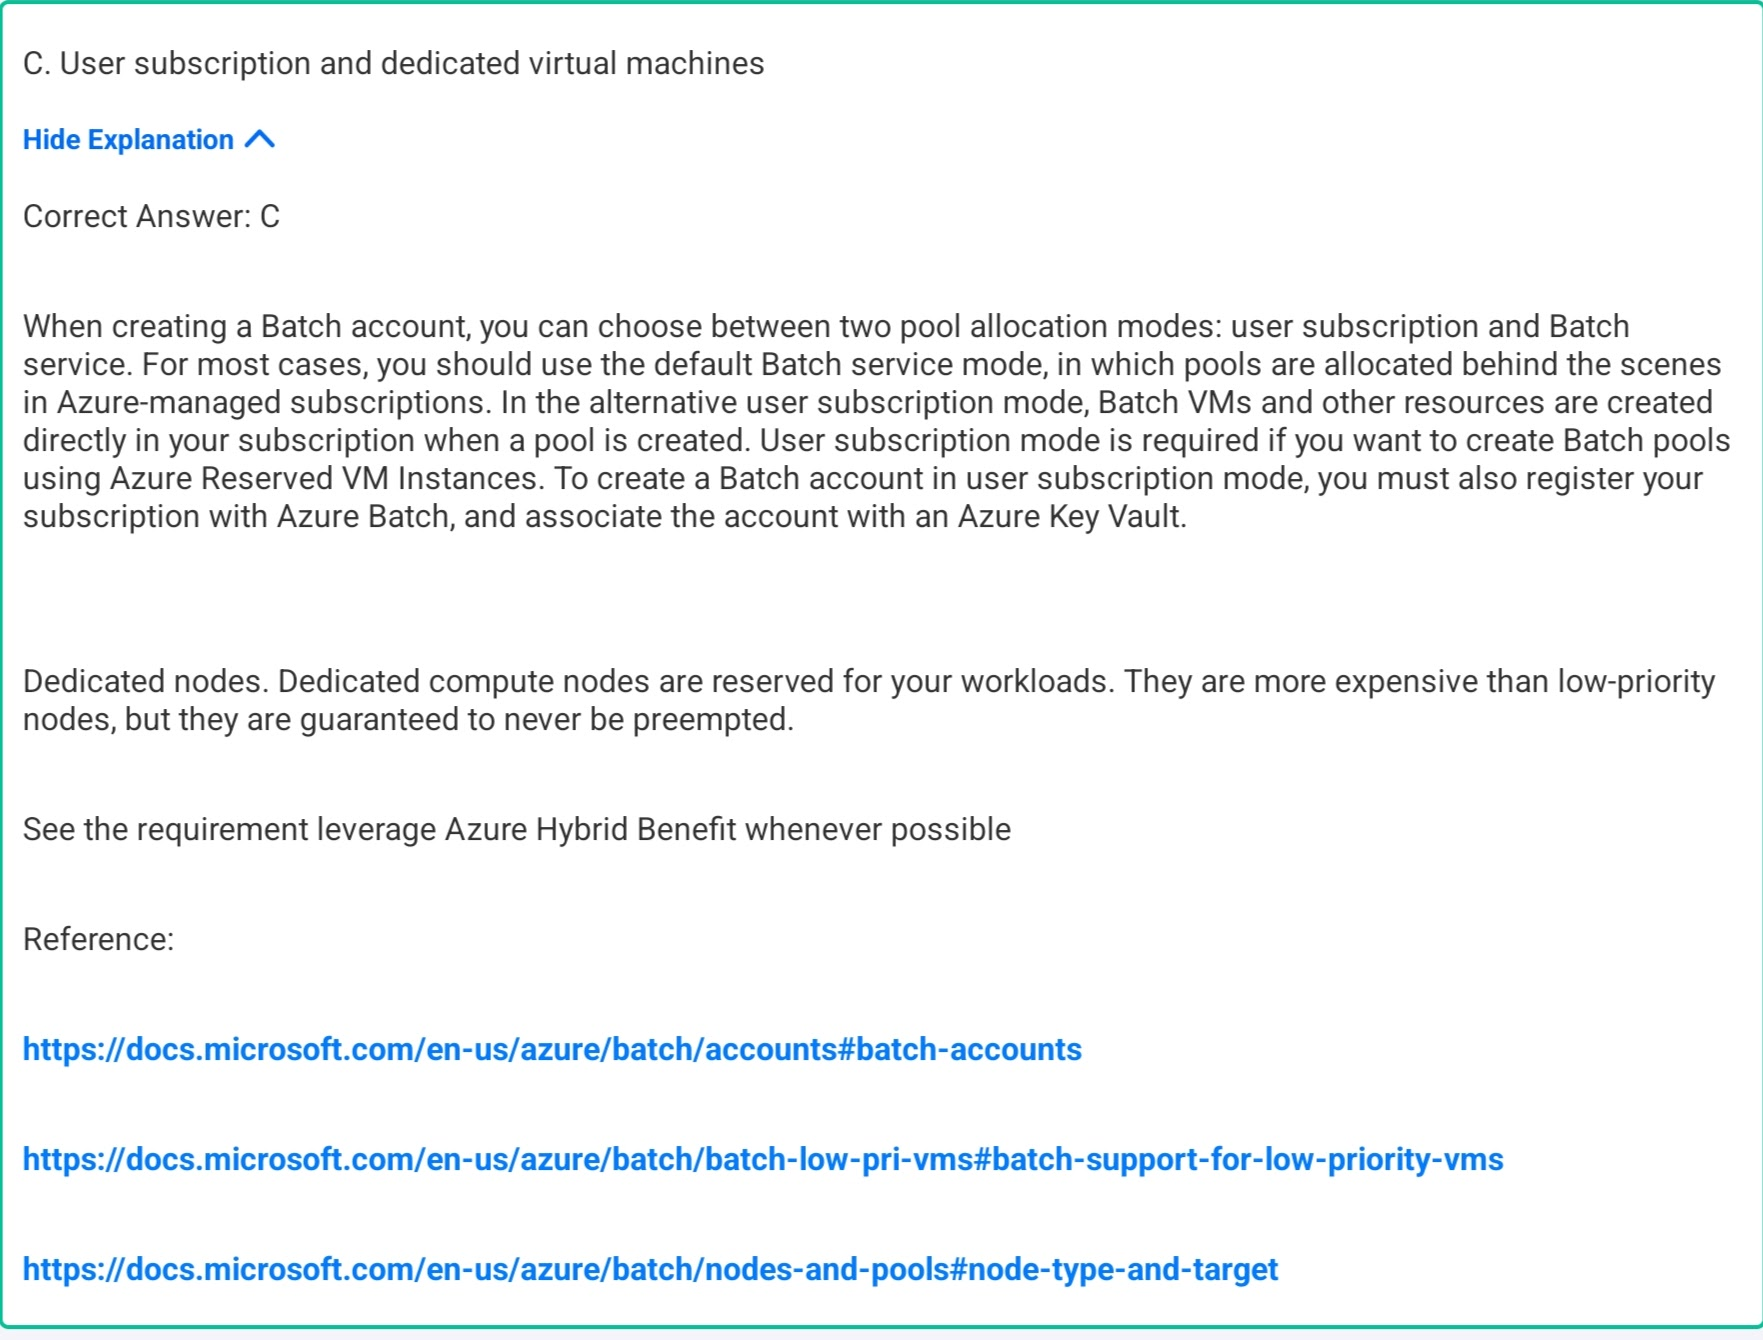 C. User subscription and dedicated virtual machines
Hide Explanation
Correct Answer: C
When creating a Batch account, you can choose between two pool allocation modes: user subscription and Batch
service. For most cases, you should use the default Batch service mode, in which pools are allocated behind the scenes
in Azure-managed subscriptions. In the alternative user subscription mode, Batch VMs and other resources are created
directly in your subscription when a pool is created. User subscription mode is required if you want to create Batch pools
using Azure Reserved VM Instances. To create a Batch account in user subscription mode, you must also register your
subscription with Azure Batch, and associate the account with an Azure Key Vault.
Dedicated nodes. Dedicated compute nodes are reserved for your workloads. They are more expensive than low-priority
nodes, but they are guaranteed to never be preempted.
See the requirement leverage Azure Hybrid Benefit whenever possible
Reference:
https://docs.microsoft.com/en-us/azure/batch/accounts#batch-accounts
https://docs.microsoft.com/en-us/azure/batch/batch-low-pri-vms#batch-support-for-low-priority-vms
https://docs.microsoft.com/en-us/azure/batch/nodes-and-pools#node-type-and-target